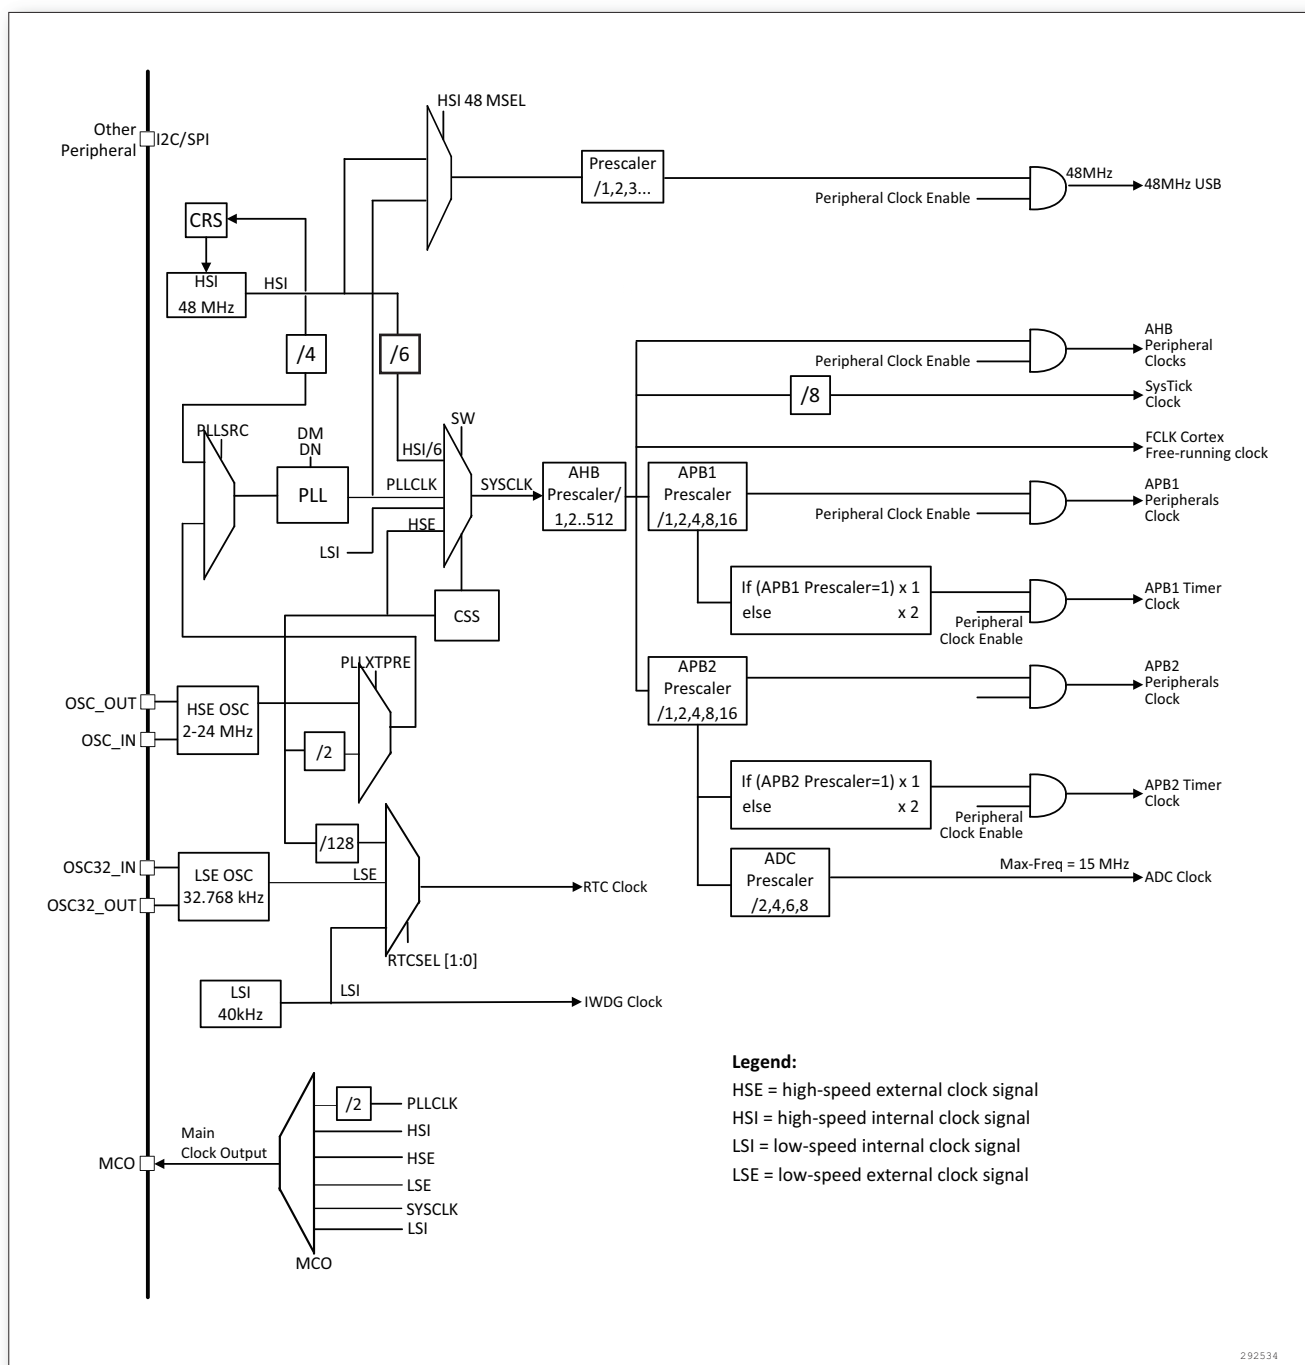 HSI 48 MSEL
Other
Peripheral
I2C/SPI
Prescaler
/1,2,3...
48MHz
48MHz USB
Peripheral Clock Enable
CRS
HSI
48 MHz
HSI
/4
/6
AHB
Peripheral
Clocks
Peripheral Clock Enable
/8
SysTick
Clock
PLLSRC
DM
DN
SW
HSI/6
FCLK Cortex
Free-running clock
PLL
PLLCLK
SYSCLK
AHB
Prescaler/
1,2..512
APB1
Prescaler
/1,2,4,8,16
APB1
Peripherals
Clock
Peripheral Clock Enable
HSE
LSI
CSS
If (APB1 Prescaler=1) x 1
else x 2
APB1 Timer
Clock
Peripheral
Clock Enable
PLLXTPRE
APB2
Prescaler
/1,2,4,8,16
APB2
Peripherals
Clock
OSC_OUT
OSC_IN
HSE OSC
2-24 MHz
/2
If (APB2 Prescaler=1) x 1
else x 2
APB2 Timer
Clock
Peripheral
Clock Enable
/128
OSC32_IN
OSC32_OUT
LSE OSC
32.768 kHz
LSE
RTC Clock
ADC
Prescaler
/2,4,6,8
Max-Freq = 15 MHz
ADC Clock
RTCSEL [1:0]
LSI
40kHz
LSI
IWDG Clock
Legend:
HSE = high-speed external clock signal
HSI = high-speed internal clock signal
LSI = low-speed internal clock signal
LSE = low-speed external clock signal
/2
PLLCLK
HSI
HSE
LSE
SYSCLK
LSI
Main
Clock Output
MCO
MCO
292534